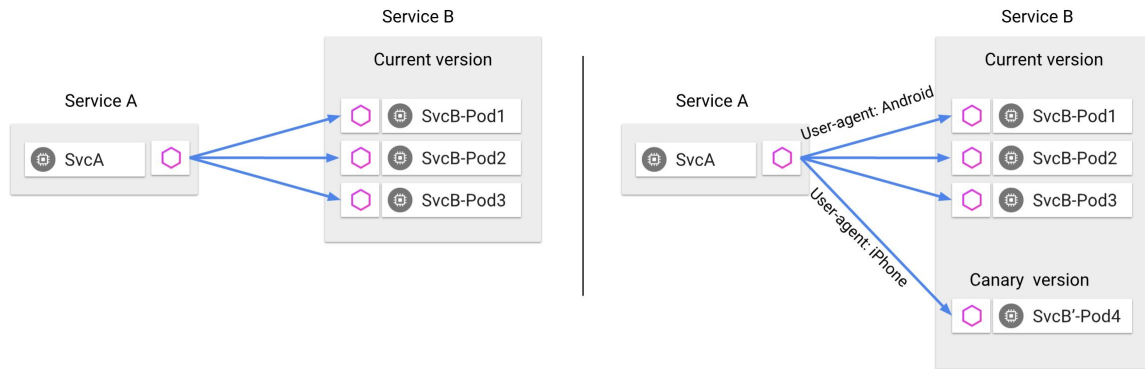 Service B
Current version
Service A
SvcA
SvcB-Pod1
SvcB-Pod2
SvcB-Pod3
Service B
Current version
Service A
SvcA
User-agent: Android
User-agent: iPhone
SvcB-Pod1
SvcB-Pod2
SvcB-Pod3
Canary version
SvcB'-Pod4